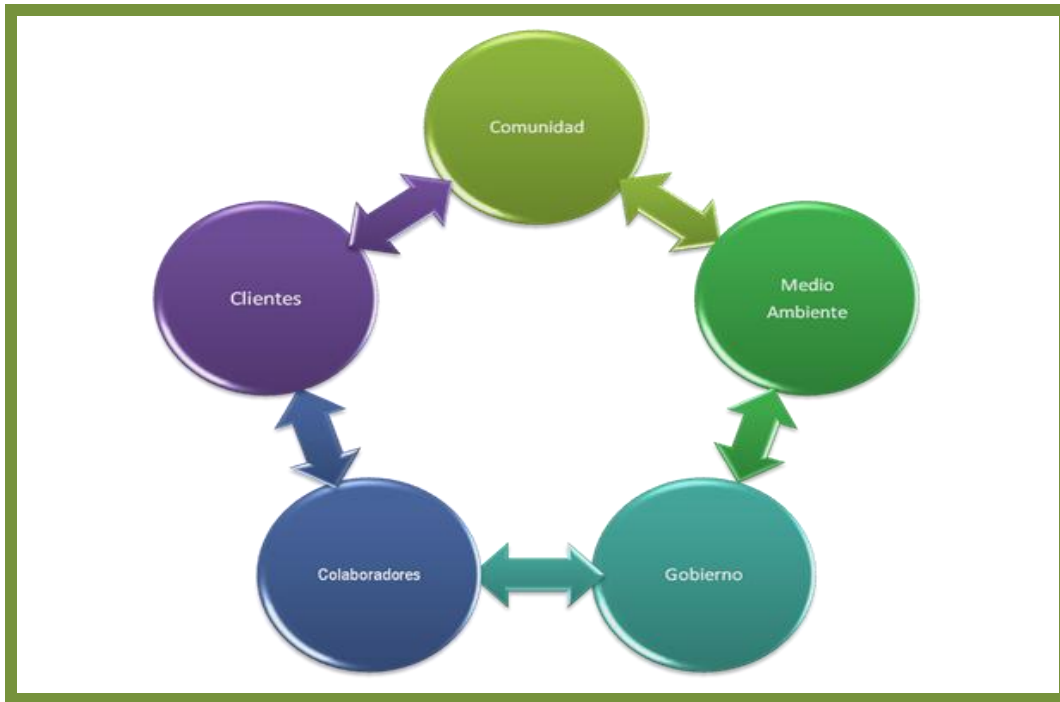 Comunidad
Clientes
Medio
Ambiente
Colaboradores
Gobierno